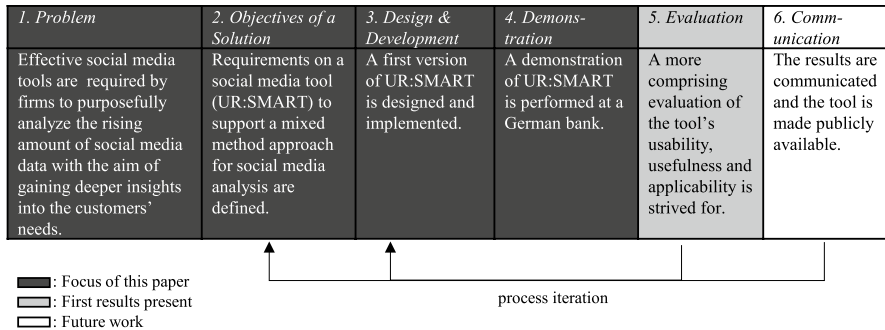 1. Problem
Effective social media
tools are required by
firms to purposefully
analyze the rising
amount of social media
data with the aim of
gaining deeper insights
into the customers’
needs.
2. Objectives of a
Solution
Requirements on a
social media tool
(UR:SMART) to
support a mixed
method approach
for social media
analysis are
defined.
3. Design &
Development
A first version
of UR:SMART
is designed and
implemented.
4. Demons-
tration
A demonstration
of UR:SMART
is performed at a
German bank.
5. Evaluation
A more
comprising
evaluation of
the tool’s
usability,
usefulness and
applicability is
strived for.
6. Comm-
unication
The results are
communicated
and the tool is
made publicly
available.
: Focus of this paper
: First results present
: Future work
process iteration